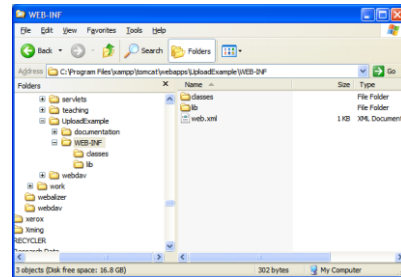 WEB-INF
File Edit View Favorites Tools Help
Back Search Folders
Address C:\Program Files\xampp\tomcat\webapps\UploadExample\WEB-INF Go
Folders
Name Size Type
servlets
teaching
UploadExample
documentation
WEB-INF
classes
lib
webdav
work
webalizer
webdav
xerox
Xming
RECYCLER
classes File Folder
lib File Folder
web.xml 1 KB XML Document
3 objects (Disk free space: 16.8 GB) 302 bytes My Computer